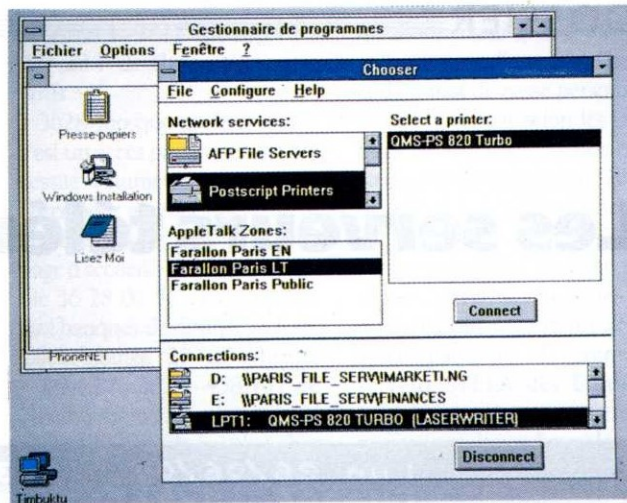 Gestionnaire de programmes
Fichier Options Fenêtre ?
Presse-papiers
Windows Installation
Lisez Moi
PhoneNET
Timbuktu
Chooser
File Configure Help
Network services:
AFP File Servers
Postscript Printers
AppleTalk Zones:
Farallon Paris EN
Farallon Paris LT
Farallon Paris Public
Select a printer:
QMS-PS 820 Turbo
Connect
Connections:
D: \\PARIS_FILE_SERV\!MARKETI.NG
E: \\PARIS_FILE_SERV\FINANCES
LPT1: QMS-PS 820 TURBO (LASERWRITER)
Disconnect